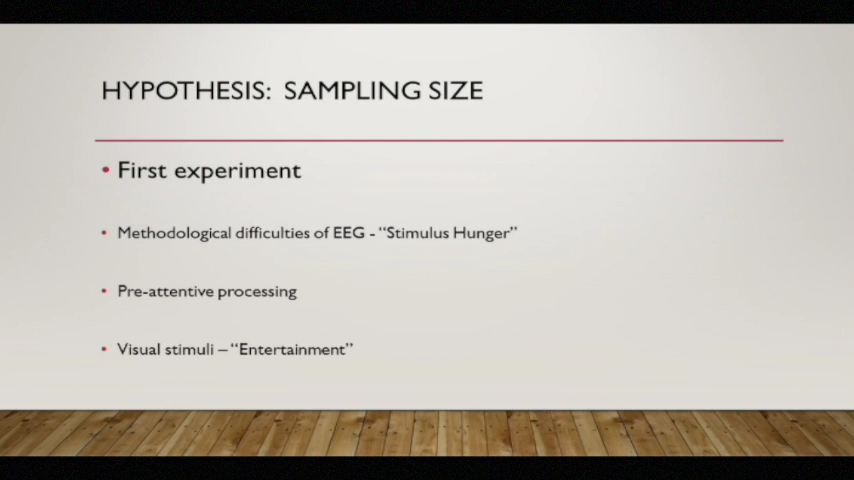 HYPOTHESIS: SAMPLING SIZE
• First experiment
• Methodological difficulties of EEG - “Stimulus Hunger”
• Pre-attentive processing
• Visual stimuli – “Entertainment”